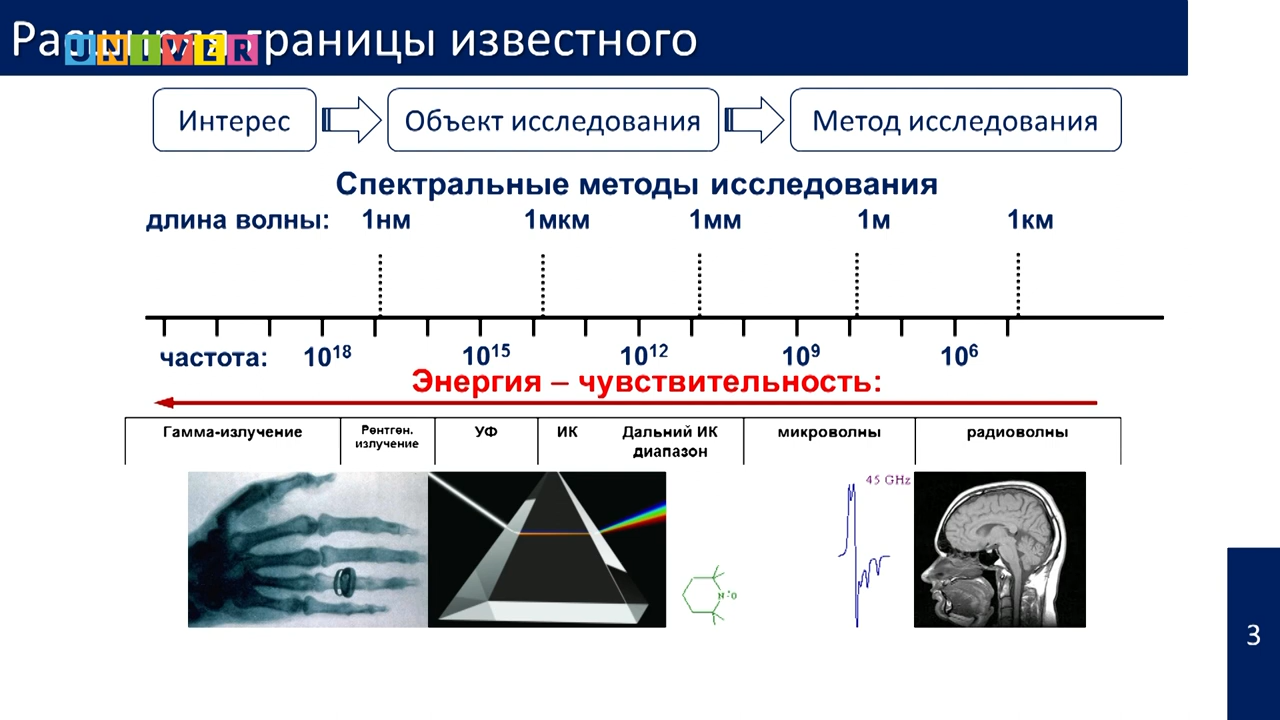 Расширяя границы известного
UNIVER
Интерес
Объект исследования
Метод исследования
Спектральные методы исследования
длина волны: 1нм 1мкм 1мм 1м 1км
частота: 10¹⁸ 10¹⁵ 10¹² 10⁹ 10⁶
Энергия – чувствительность:
Гамма-излучение
Рентген.
излучение
УФ
ИК
Дальний ИК
диапазон
микроволны
радиоволны
45 GHz
N·O
3